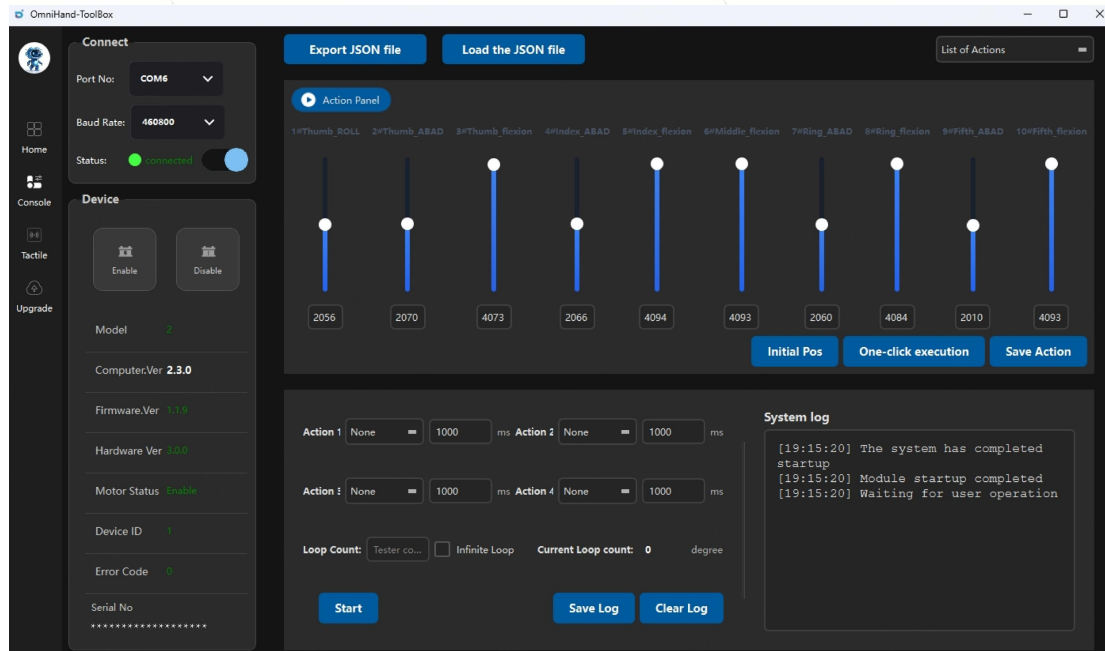 OmniHand-ToolBox
Home
Console
Tactile
Upgrade
Connect
Port No: COM6
Baud Rate: 460800
Status: connected
Device
Enable Disable
Model 2
Computer.Ver 2.3.0
Firmware.Ver 1.1.9
Hardware Ver 3.0.0
Motor Status Enable
Device ID 1
Error Code 0
Serial No
*******************
Export JSON file Load the JSON file List of Actions
Action Panel
1#Thumb_ROLL 2#Thumb_ABAD 3#Thumb_flexion 4#Index_ABAD 5#Index_flexion 6#Middle_flexion 7#Ring_ABAD 8#Ring_flexion 9#Fifth_ABAD 10#Fifth_flexion
2056 2070 4073 2066 4094 4093 2060 4084 2010 4093
Initial Pos One-click execution Save Action
Action 1 None 1000 ms Action 2 None 1000 ms
Action 3 None 1000 ms Action 4 None 1000 ms
Loop Count: Tester co... Infinite Loop Current Loop count: 0 degree
Start Save Log Clear Log
System log
[19:15:20] The system has completed
startup
[19:15:20] Module startup completed
[19:15:20] Waiting for user operation